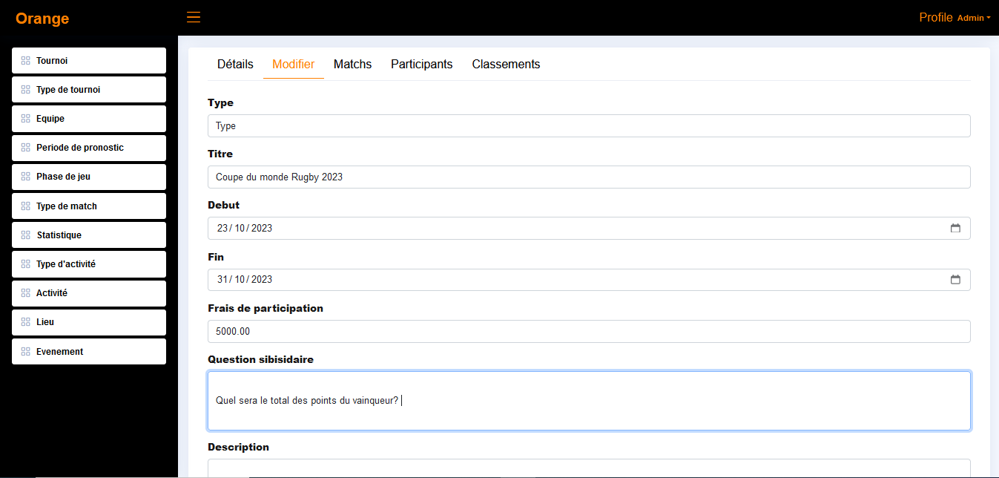 Orange
Profile Admin
Tournoi
Type de tournoi
Equipe
Periode de pronostic
Phase de jeu
Type de match
Statistique
Type d'activité
Activité
Lieu
Evenement
Détails Modifier Matchs Participants Classements
Type
Type
Titre
Coupe du monde Rugby 2023
Debut
23/10/2023
Fin
31/10/2023
Frais de participation
5000.00
Question sibisidaire
Quel sera le total des points du vainqueur?
Description